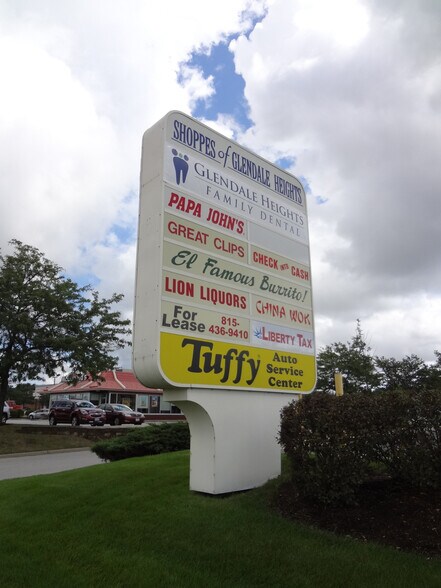 SHOPPES of GLENDALE HEIGHTS
GLENDALE HEIGHTS
FAMILY DENTAL
PAPA JOHN'S
GREAT CLIPS
CHECK INTO CASH
El Famous Burrito!
LION LIQUORS
CHINA WOK
For Lease
815-
436-9410
LIBERTY TAX
Tuffy
Auto
Service
Center